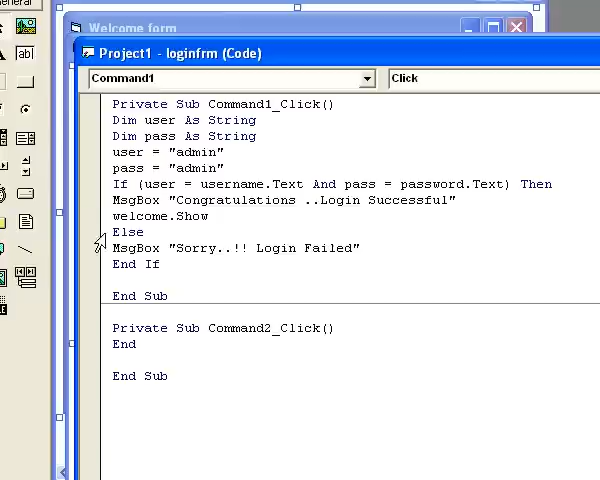 General
Welcome form
Project1 - loginfrm (Code)
Command1
Click
abl
Private Sub Command1_Click()
Dim user As String
Dim pass As String
user = "admin"
pass = "admin"
If (user = username.Text And pass = password.Text) Then
MsgBox "Congratulations ..Login Successful"
welcome.Show
Else
MsgBox "Sorry..!! Login Failed"
End If
End Sub
Private Sub Command2_Click()
End
End Sub